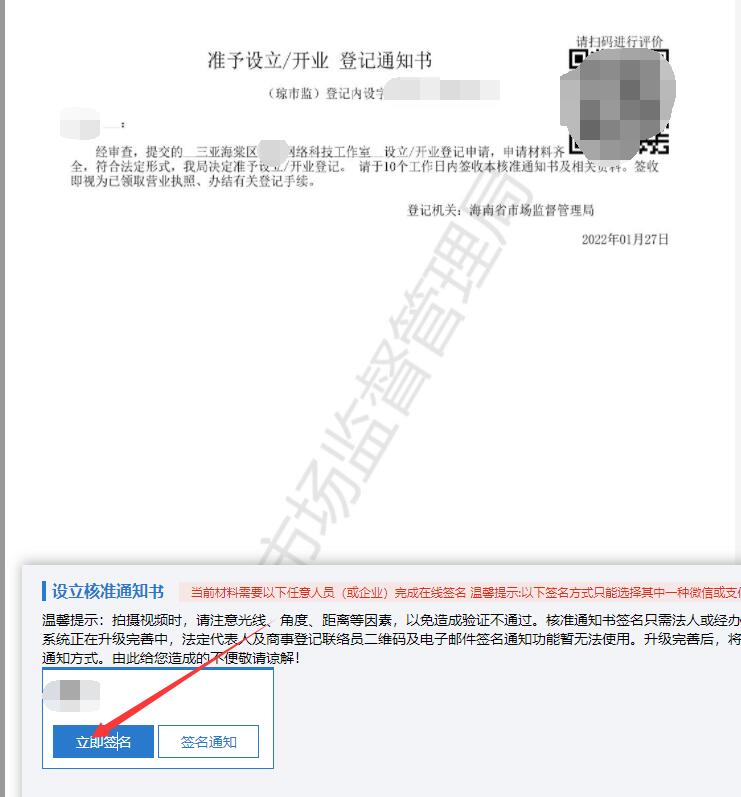 请扫码进行评价
准予设立/开业 登记通知书
（琼市监）登记内设字
：
经审查，提交的 三亚海棠区 网络科技工作室 设立/开业登记申请，申请材料齐
全，符合法定形式，我局决定准予设立/开业登记。 请于10个工作日内签收本核准通知书及相关资料。签收
即视为已领取营业执照、办结有关登记手续。
登记机关：海南省市场监督管理局
2022年01月27日
市场监督管理局
设立核准通知书 当前材料需要以下任意人员（或企业）完成在线签名 温馨提示:以下签名方式只能选择其中一种微信或支付
温馨提示：拍摄视频时，请注意光线、角度、距离等因素，以免造成验证不通过。核准通知书签名只需法人或经办
系统正在升级完善中，法定代表人及商事登记联络员二维码及电子邮件签名通知功能暂无法使用。升级完善后，将
通知方式。由此给您造成的不便敬请谅解！
立即签名 签名通知